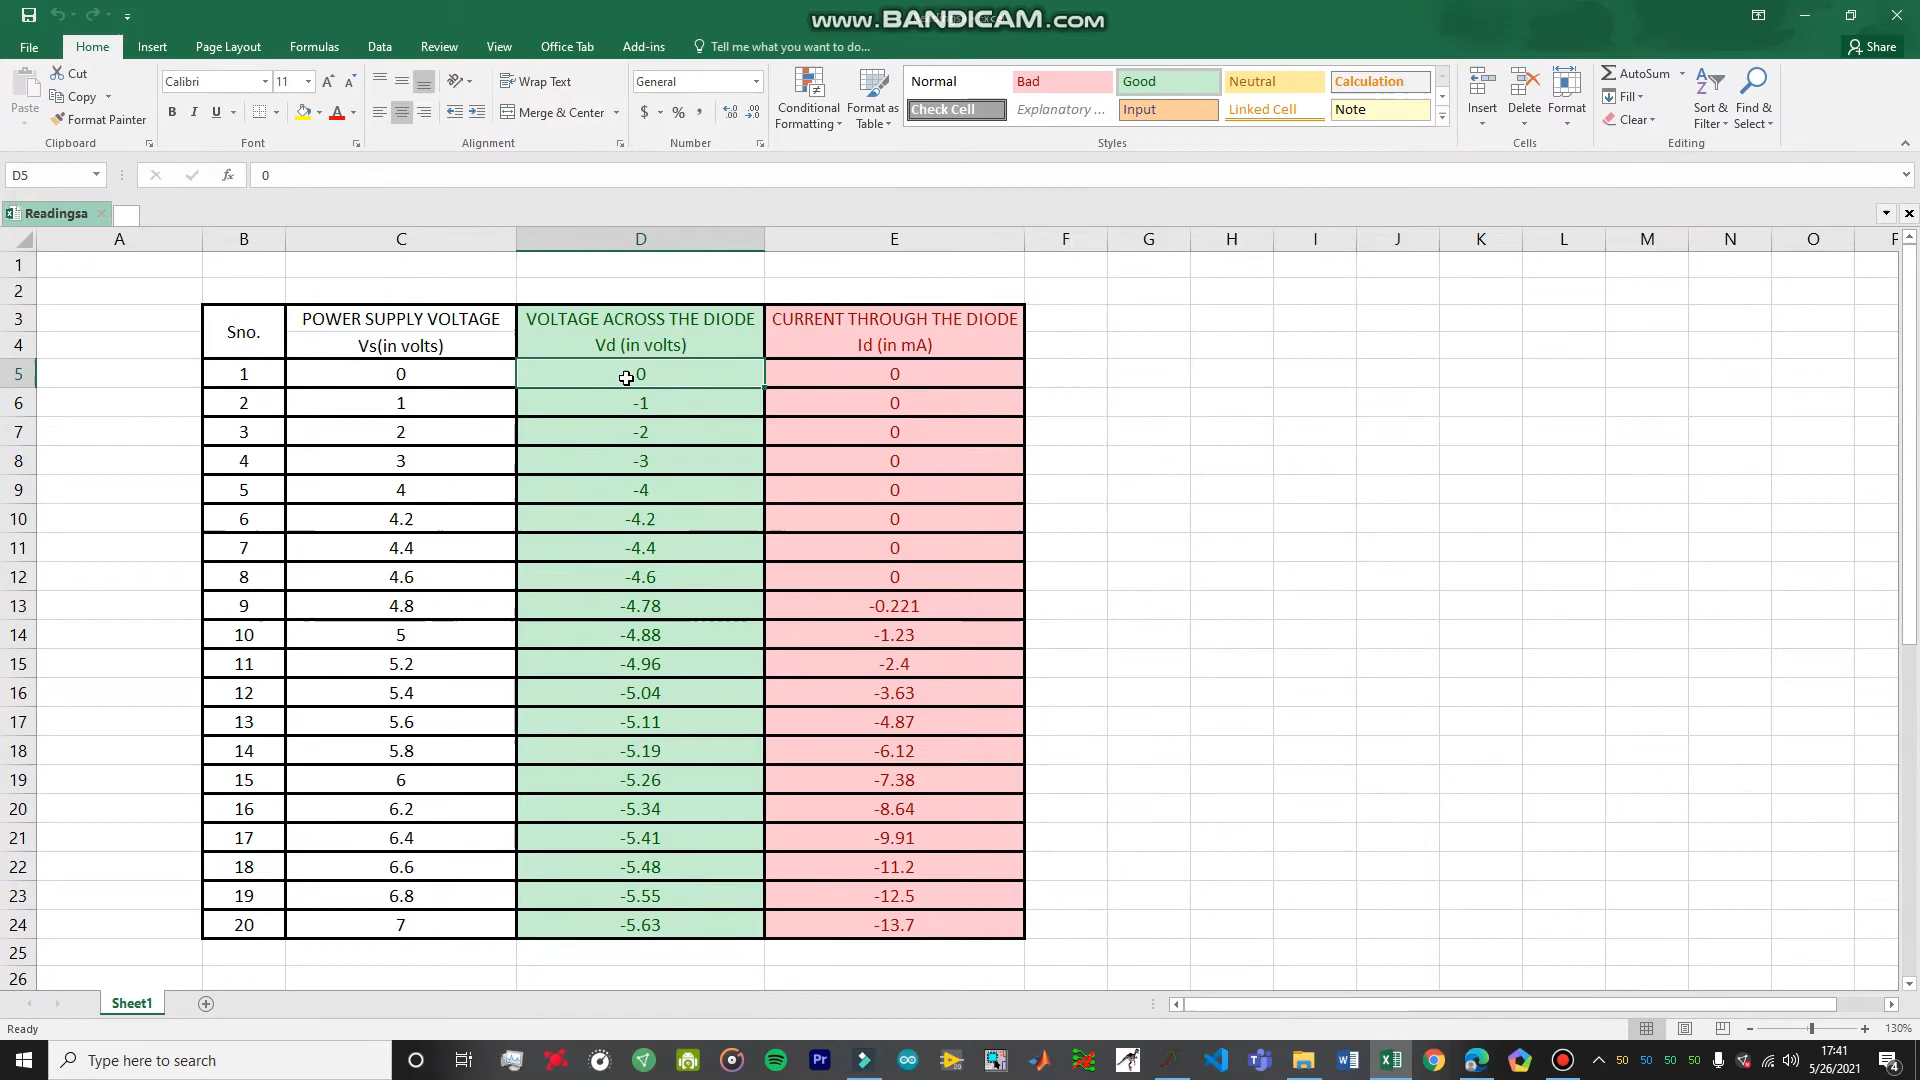 www.BANDICAM.com
File Home Insert Page Layout Formulas Data Review View Office Tab Add-ins Tell me what you want to do... Share
Paste
Cut
Copy
Format Painter
Clipboard
Calibri 11
B I U
Font
Wrap Text
Merge & Center
Alignment
General
$ % ,
Number
Conditional Formatting
Format as Table
Normal Bad Good Neutral Calculation
Check Cell Explanatory ... Input Linked Cell Note
Styles
Insert Delete Format
Cells
AutoSum
Fill
Clear
Sort & Filter
Find & Select
Editing
D5 fx 0
Readingsa
A B C D E F G H I J K L M N O
1
2
3 Sno. POWER SUPPLY VOLTAGE VOLTAGE ACROSS THE DIODE CURRENT THROUGH THE DIODE
4 Vs(in volts) Vd (in volts) Id (in mA)
5 1 0 0 0
6 2 1 -1 0
7 3 2 -2 0
8 4 3 -3 0
9 5 4 -4 0
10 6 4.2 -4.2 0
11 7 4.4 -4.4 0
12 8 4.6 -4.6 0
13 9 4.8 -4.78 -0.221
14 10 5 -4.88 -1.23
15 11 5.2 -4.96 -2.4
16 12 5.4 -5.04 -3.63
17 13 5.6 -5.11 -4.87
18 14 5.8 -5.19 -6.12
19 15 6 -5.26 -7.38
20 16 6.2 -5.34 -8.64
21 17 6.4 -5.41 -9.91
22 18 6.6 -5.48 -11.2
23 19 6.8 -5.55 -12.5
24 20 7 -5.63 -13.7
25
26
Sheet1
Ready 130%
Type here to search
Pr
50 50 50 50
17:41
5/26/2021
4